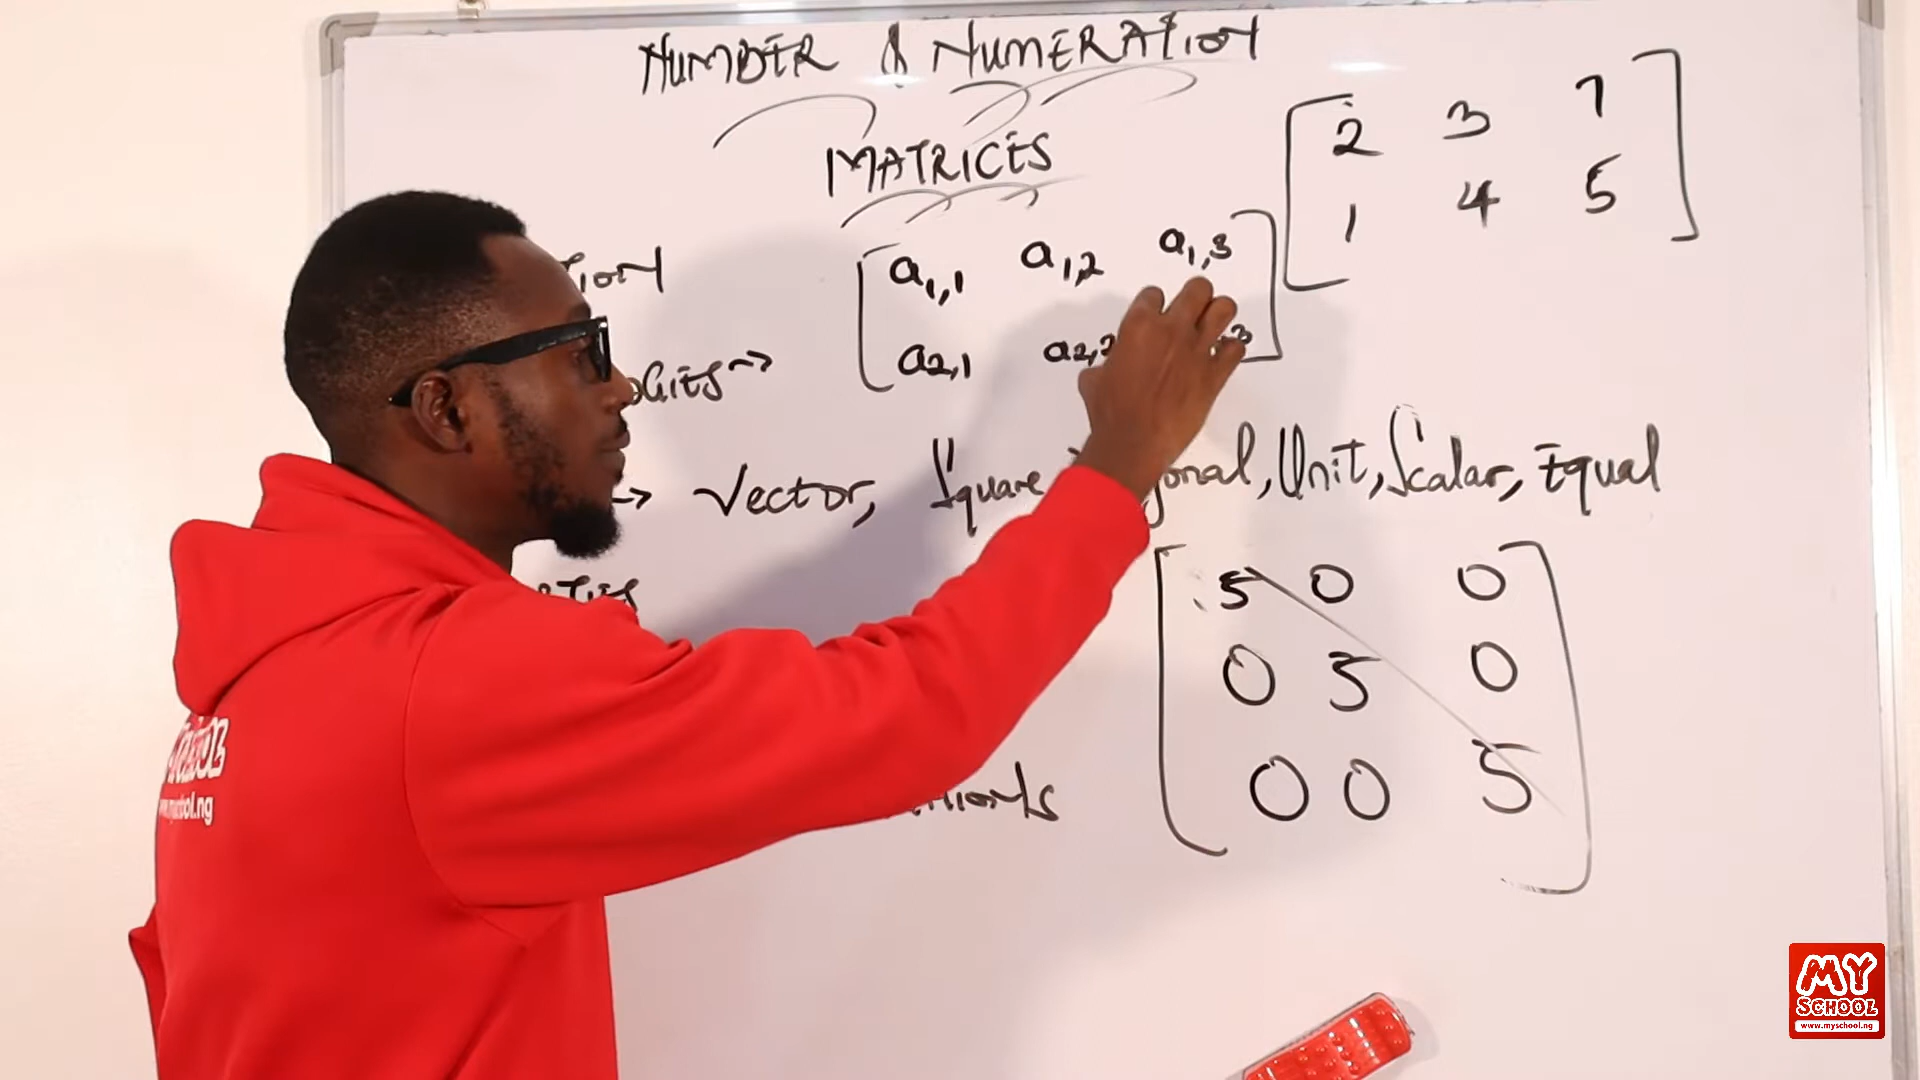 NUMBER & NUMERATION
MATRICES
2 3 7
1 4 5
a1,1 a1,2 a1,3
a2,1 a2,2
→ Vector, Square, Unit, Scalar, Equal
5 0 0
0 5 0
0 0 5
www.myschool.ng
MY
SCHOOL
www.myschool.ng